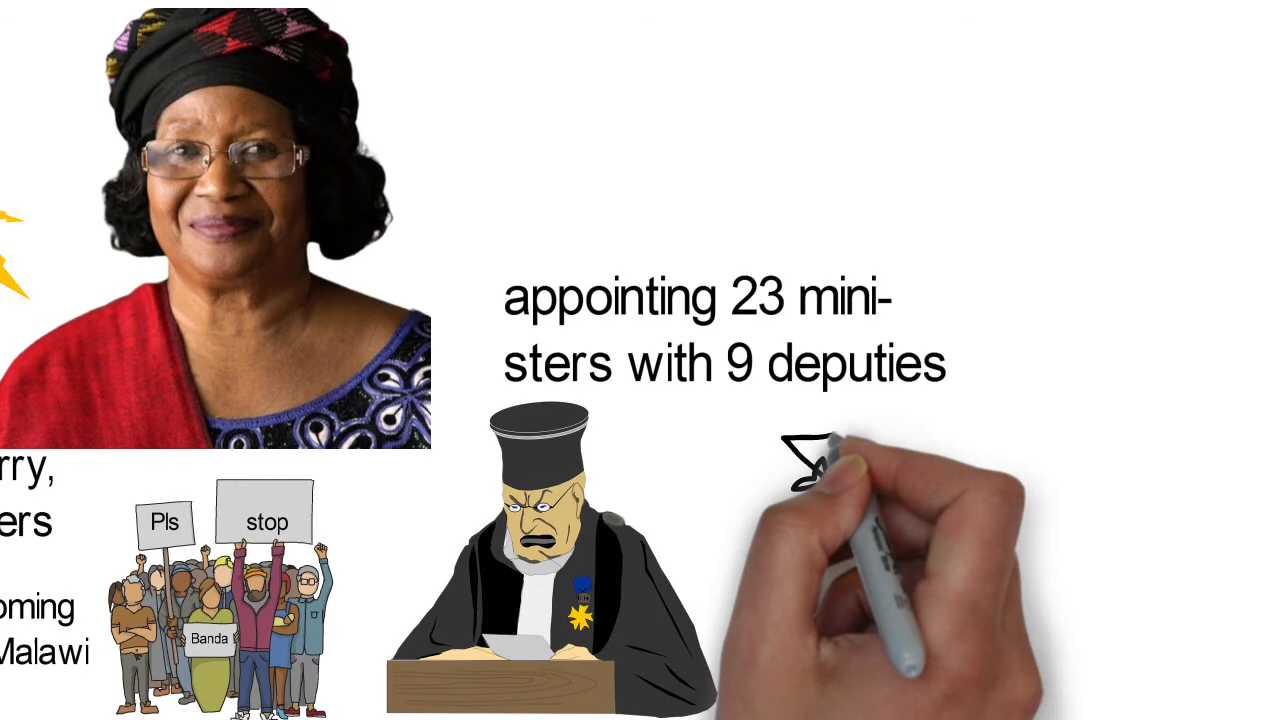 appointing 23 mini-
sters with 9 deputies
rry,
ers
oming
Malawi
Pls
stop
Banda